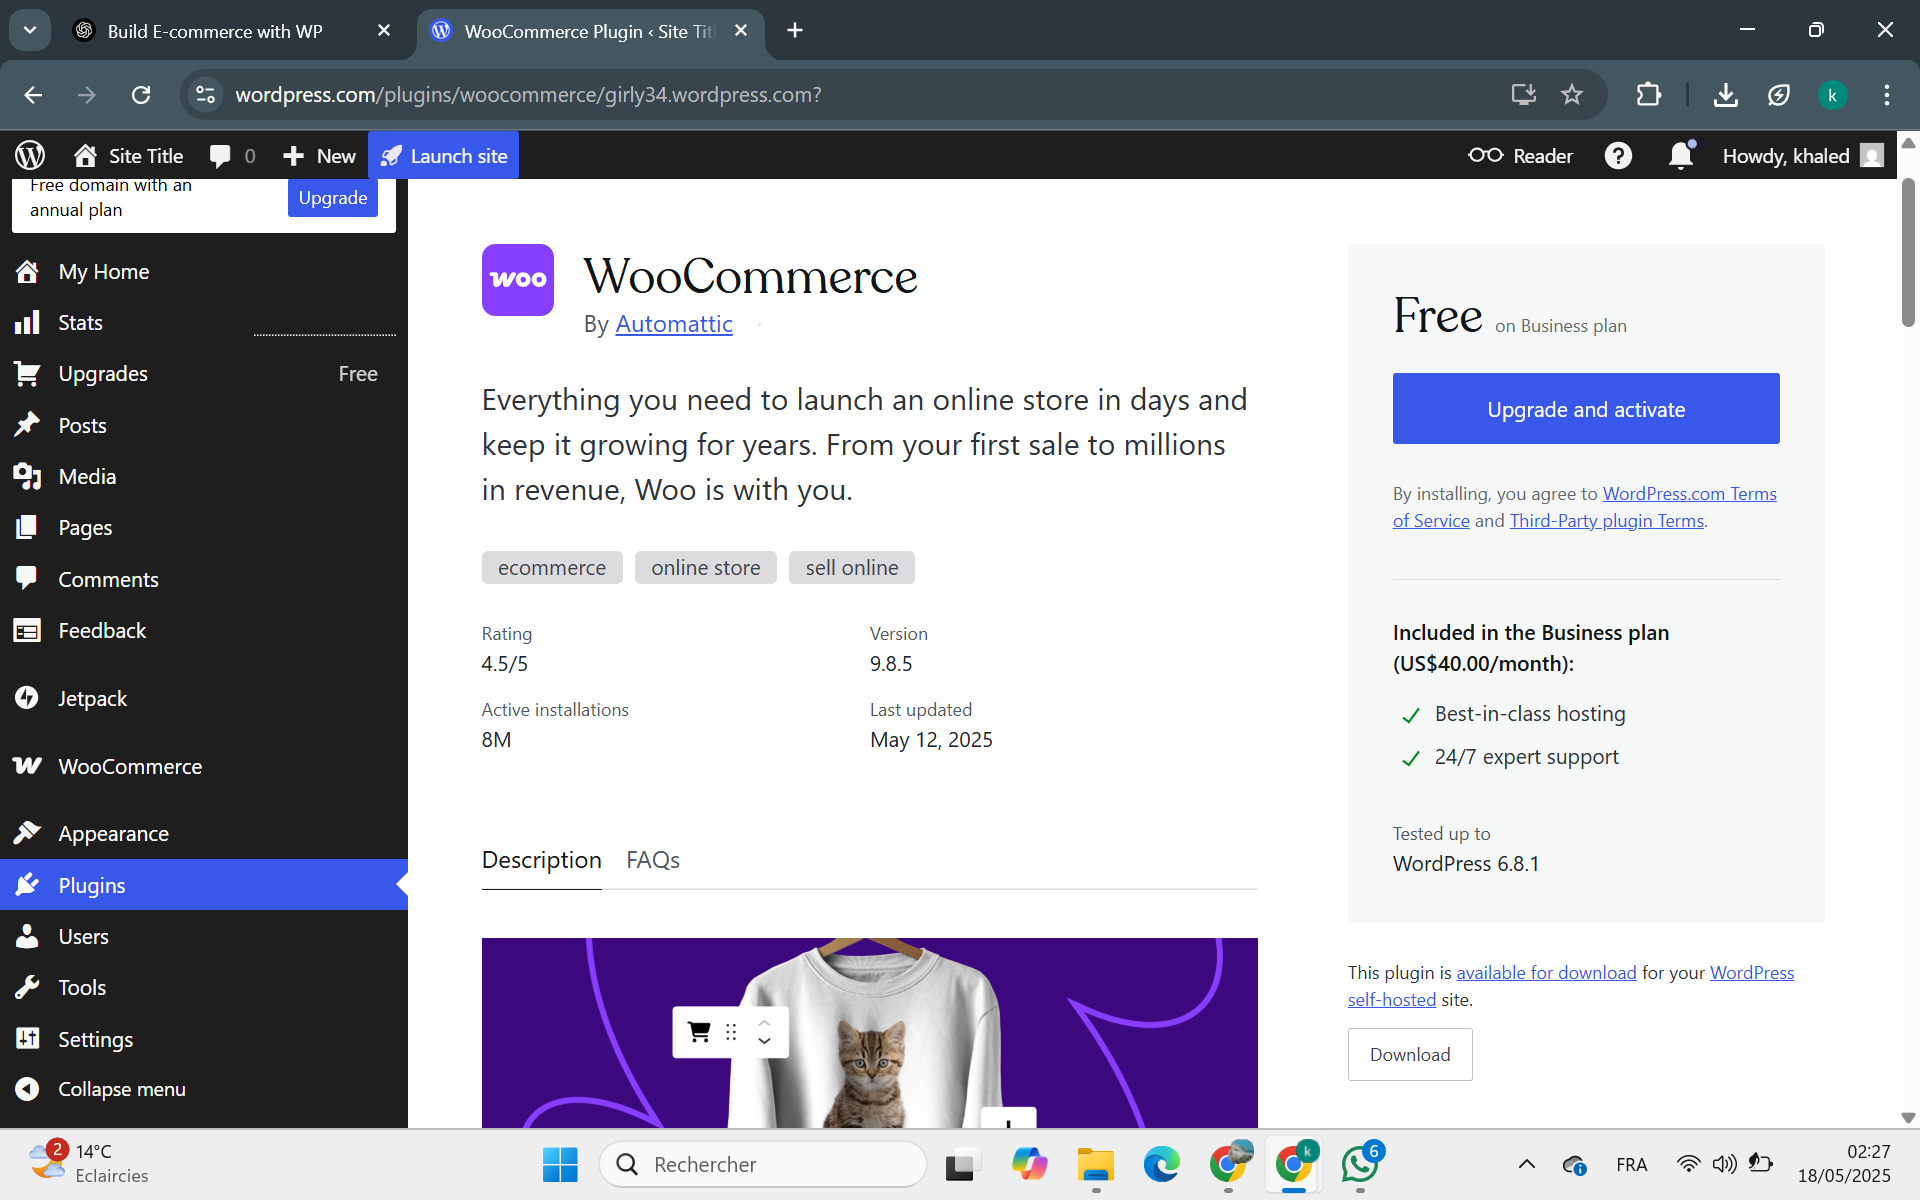 Build E-commerce with WP
WooCommerce Plugin ‹ Site Titl
wordpress.com/plugins/woocommerce/girly34.wordpress.com?
k
Site Title
0
New
Launch site
Reader
Howdy, khaled
Free domain with an
annual plan
Upgrade
My Home
Stats
Upgrades
Free
Posts
Media
Pages
Comments
Feedback
Jetpack
WooCommerce
Appearance
Plugins
Users
Tools
Settings
Collapse menu
woo
WooCommerce
By Automattic
Everything you need to launch an online store in days and
keep it growing for years. From your first sale to millions
in revenue, Woo is with you.
ecommerce
online store
sell online
Rating
4.5/5
Version
9.8.5
Active installations
8M
Last updated
May 12, 2025
Description
FAQs
Free on Business plan
Upgrade and activate
By installing, you agree to WordPress.com Terms
of Service and Third-Party plugin Terms.
Included in the Business plan
(US$40.00/month):
Best-in-class hosting
24/7 expert support
Tested up to
WordPress 6.8.1
This plugin is available for download for your WordPress
self-hosted site.
Download
2
14°C
Eclaircies
Rechercher
k
6
FRA
02:27
18/05/2025